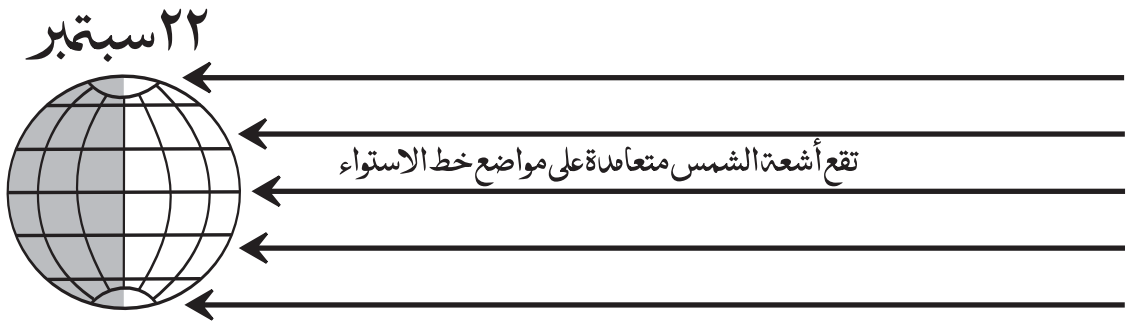 ٢٢ سبتمبر
تقع أشعة الشمس متعامدة على مواضع خط الاستواء